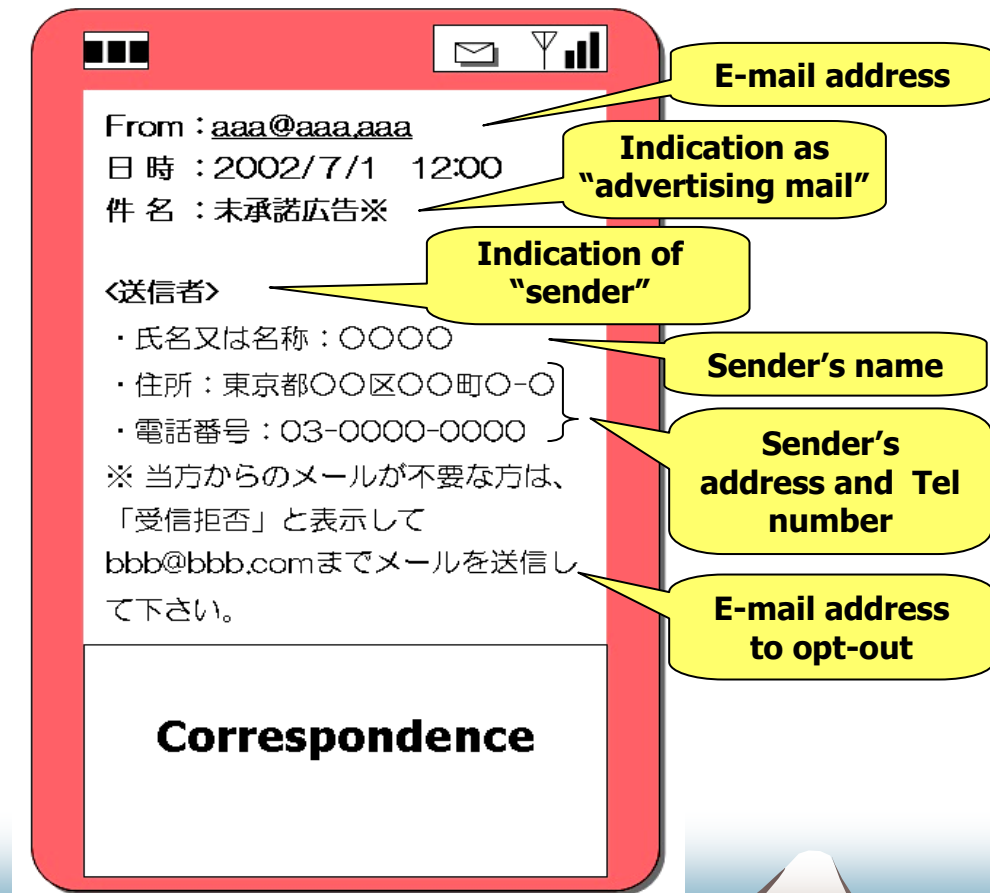 From：aaa@aaa.aaa
日 時 ：2002/7/1　12:00
件 名 ：未承諾広告※
<送信者>
・氏名又は名称：○○○○
・住所：東京都○○区○○町○-○
・電話番号：03-0000-0000
※ 当方からのメールが不要な方は、
「受信拒否」と表示して
bbb@bbb.comまでメールを送信し
て下さい。
Correspondence
E-mail address
Indication as
“advertising mail”
Indication of
“sender”
Sender’s name
Sender’s
address and Tel
number
E-mail address
to opt-out